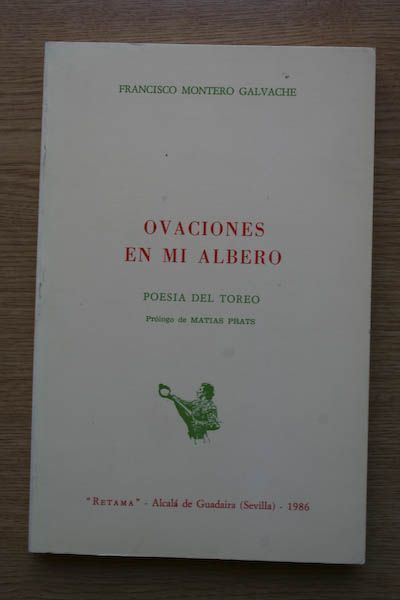 FRANCISCO MONTERO GALVACHE
OVACIONES
EN MI ALBERO
POESIA DEL TOREO
Prólogo de MATIAS PRATS
"RETAMA" - Alcalá de Guadaira (Sevilla) - 1986